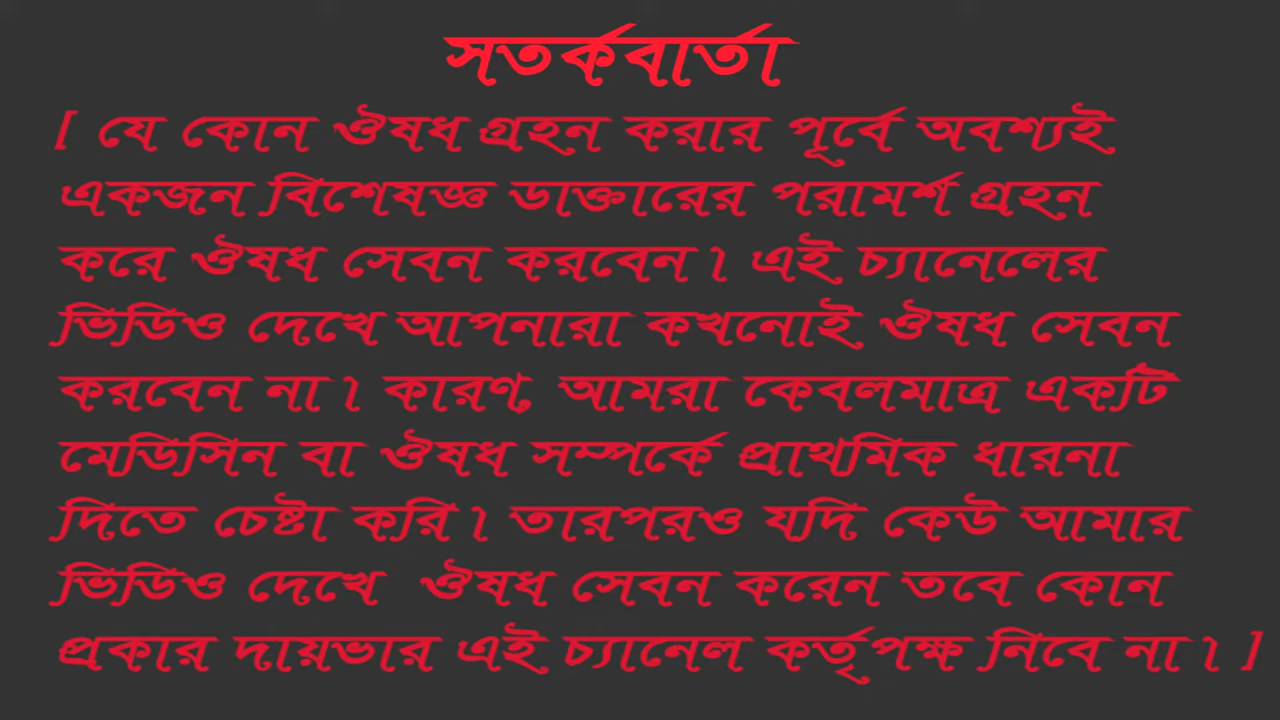 সতর্কবার্তা
[ যে কোন ঔষধ গ্রহন করার পূর্বে অবশ্যই
একজন বিশেষজ্ঞ ডাক্তারের পরামর্শ গ্রহন
করে ঔষধ সেবন করবেন। এই চ্যানেলের
ভিডিও দেখে আপনারা কখনোই ঔষধ সেবন
করবেন না। কারণ, আমরা কেবলমাত্র একটি
মেডিসিন বা ঔষধ সম্পর্কে প্রাথমিক ধারনা
দিতে চেষ্টা করি। তারপরও যদি কেউ আমার
ভিডিও দেখে ঔষধ সেবন করেন তবে কোন
প্রকার দায়ভার এই চ্যানেল কর্তৃপক্ষ নিবে না। ]